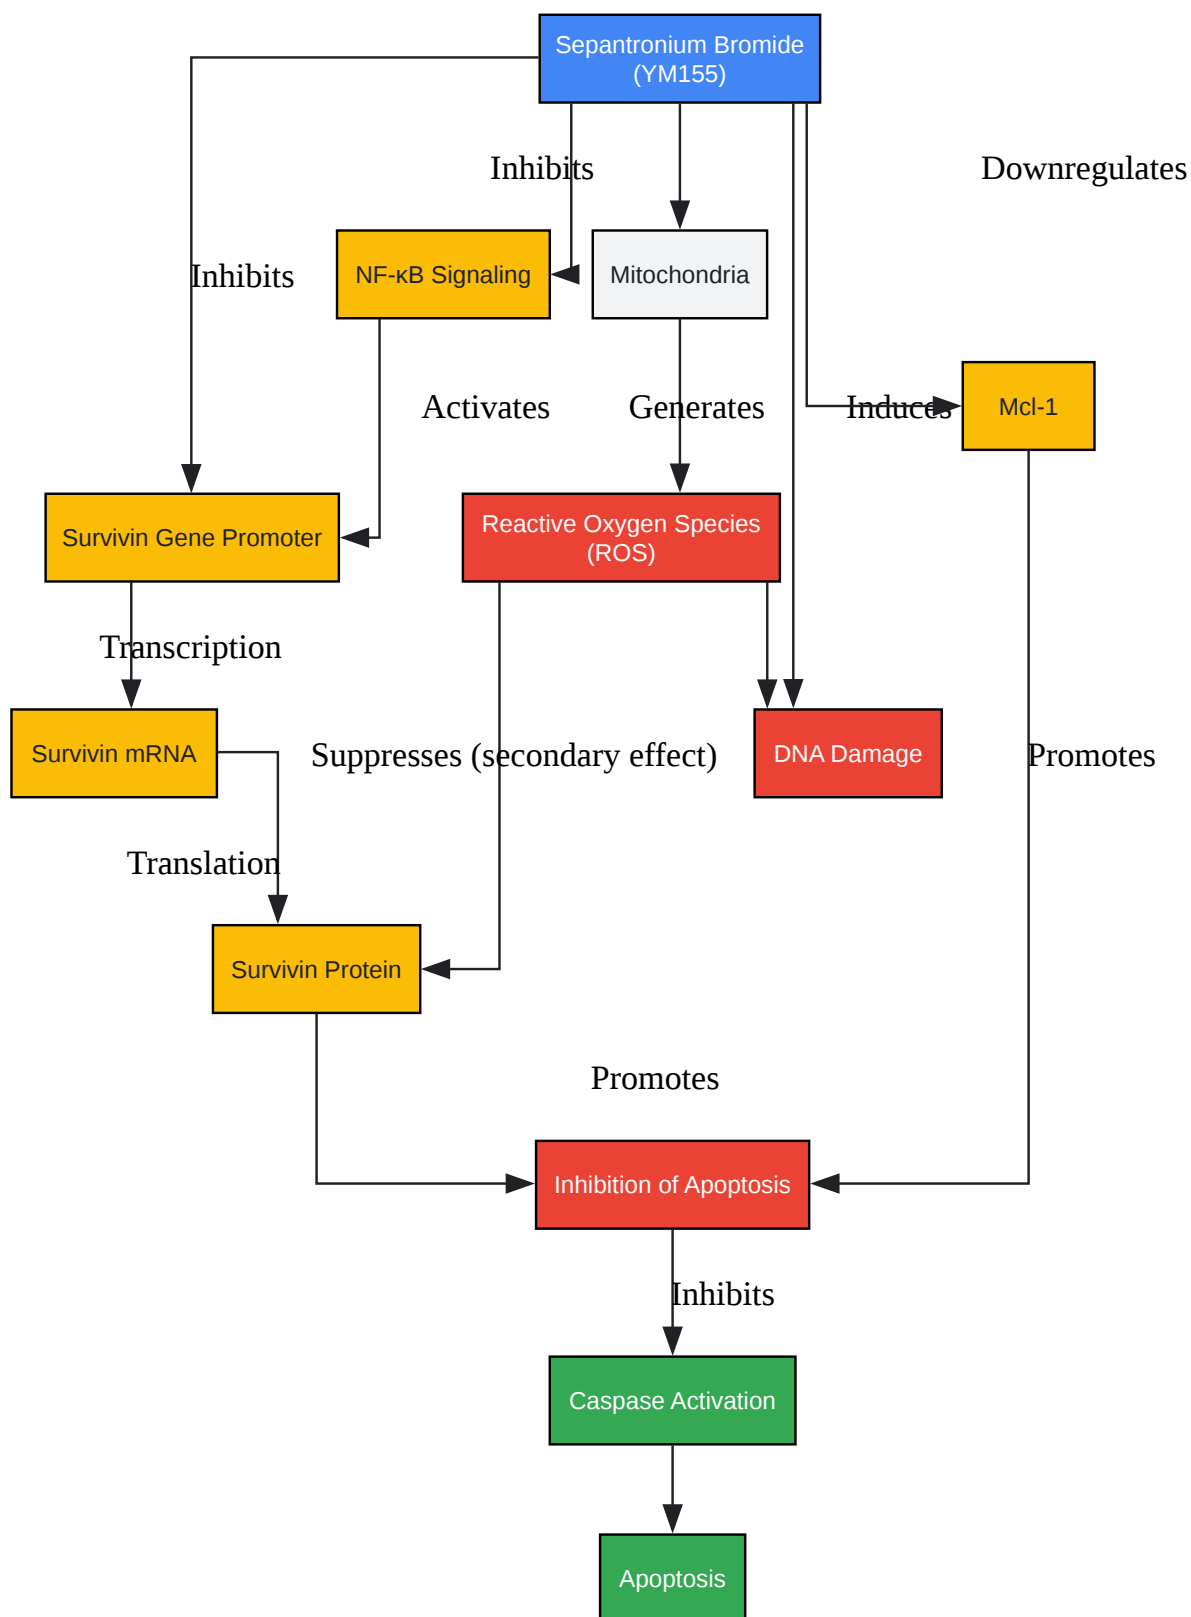 Sepantronium Bromide
(YM155)
Inhibits
Downregulates
Inhibits
NF-κB Signaling
Mitochondria
Activates
Generates
Induces
Mcl-1
Survivin Gene Promoter
Reactive Oxygen Species
(ROS)
Transcription
Survivin mRNA
Suppresses (secondary effect)
DNA Damage
Promotes
Translation
Survivin Protein
Promotes
Inhibition of Apoptosis
Inhibits
Caspase Activation
Apoptosis